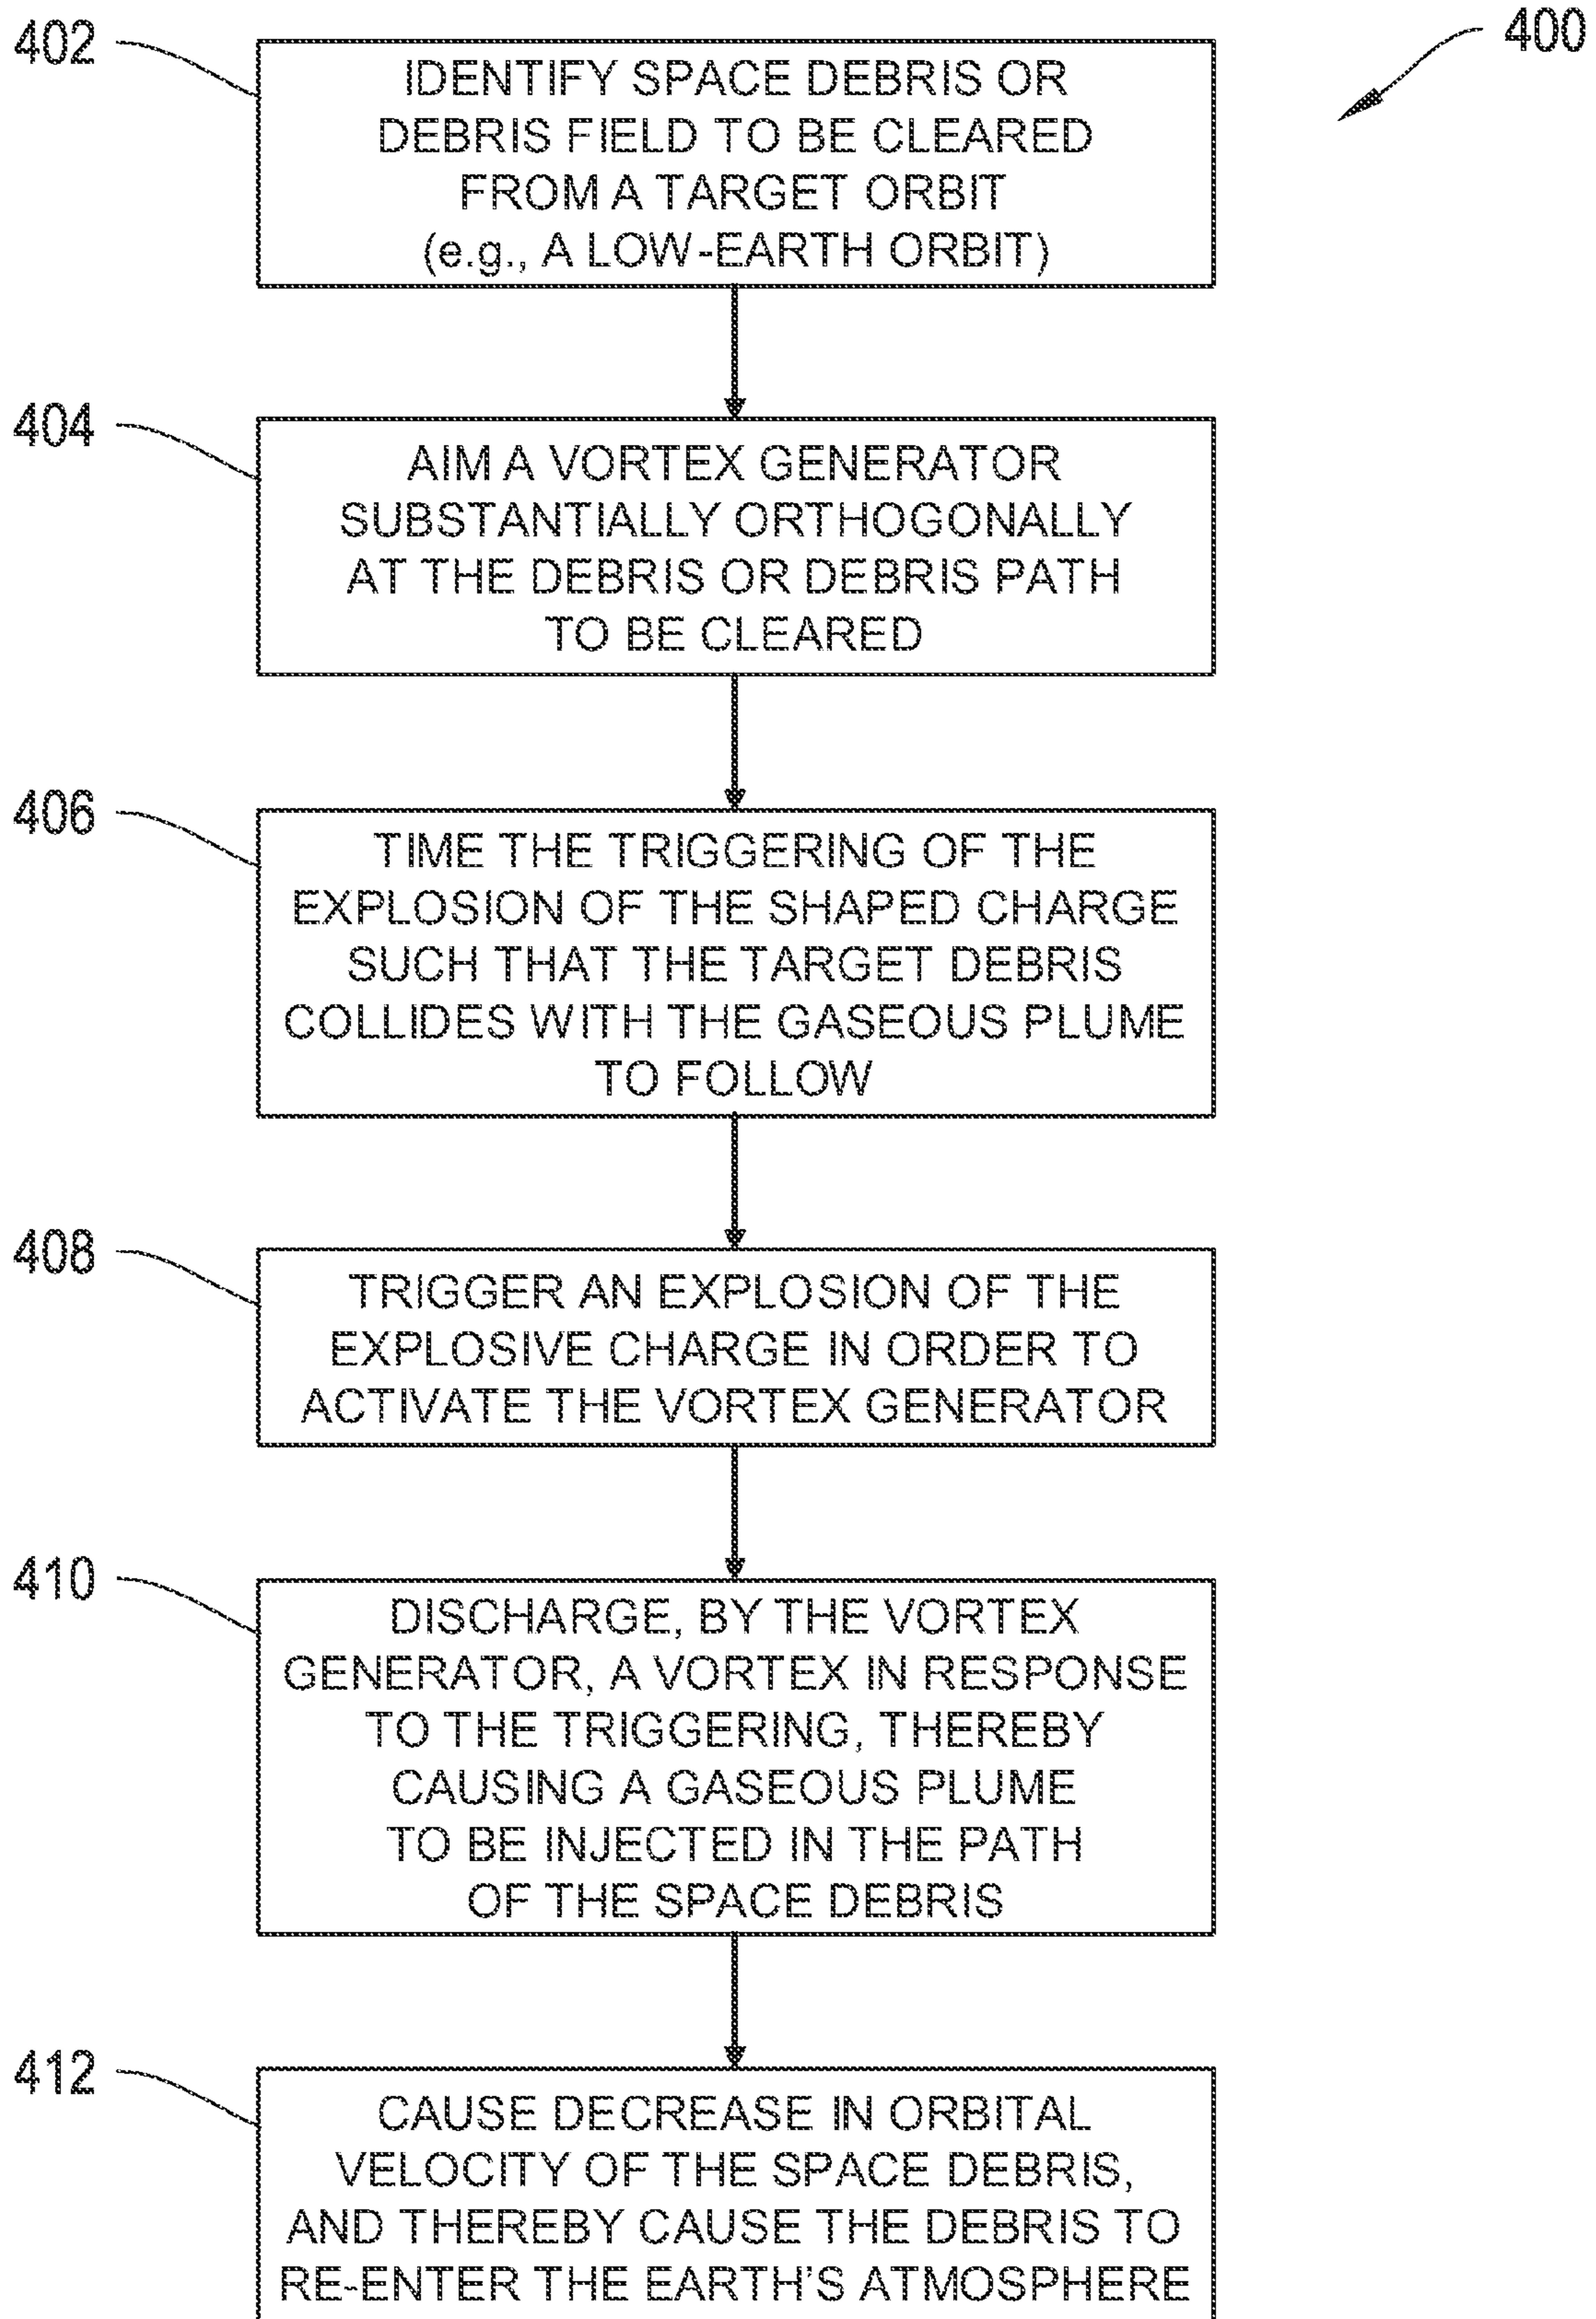 400
402
IDENTIFY SPACE DEBRIS OR
DEBRIS FIELD TO BE CLEARED
FROM A TARGET ORBIT
(e.g., A LOW-EARTH ORBIT)
404
AIM A VORTEX GENERATOR
SUBSTANTIALLY ORTHOGONALLY
AT THE DEBRIS OR DEBRIS PATH
TO BE CLEARED
406
TIME THE TRIGGERING OF THE
EXPLOSION OF THE SHAPED CHARGE
SUCH THAT THE TARGET DEBRIS
COLLIDES WITH THE GASEOUS PLUME
TO FOLLOW
408
TRIGGER AN EXPLOSION OF THE
EXPLOSIVE CHARGE IN ORDER TO
ACTIVATE THE VORTEX GENERATOR
410
DISCHARGE, BY THE VORTEX
GENERATOR, A VORTEX IN RESPONSE
TO THE TRIGGERING, THEREBY
CAUSING A GASEOUS PLUME
TO BE INJECTED IN THE PATH
OF THE SPACE DEBRIS
412
CAUSE DECREASE IN ORBITAL
VELOCITY OF THE SPACE DEBRIS,
AND THEREBY CAUSE THE DEBRIS TO
RE-ENTER THE EARTH'S ATMOSPHERE